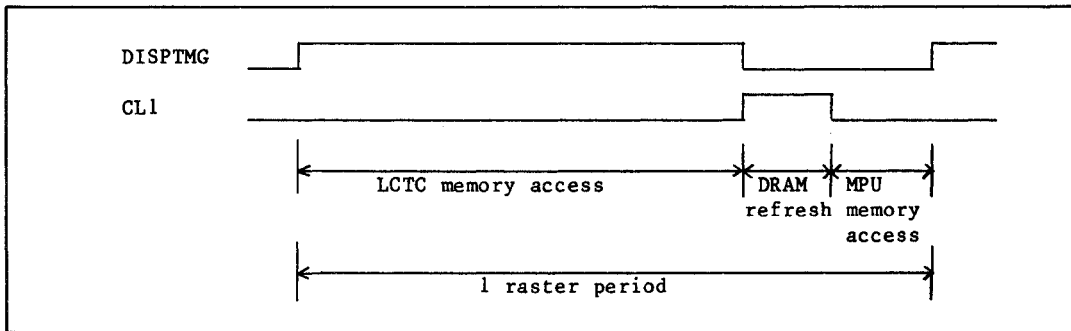 DISPTMG
CL1
LCTC memory access
DRAM refresh
MPU memory access
1 raster period